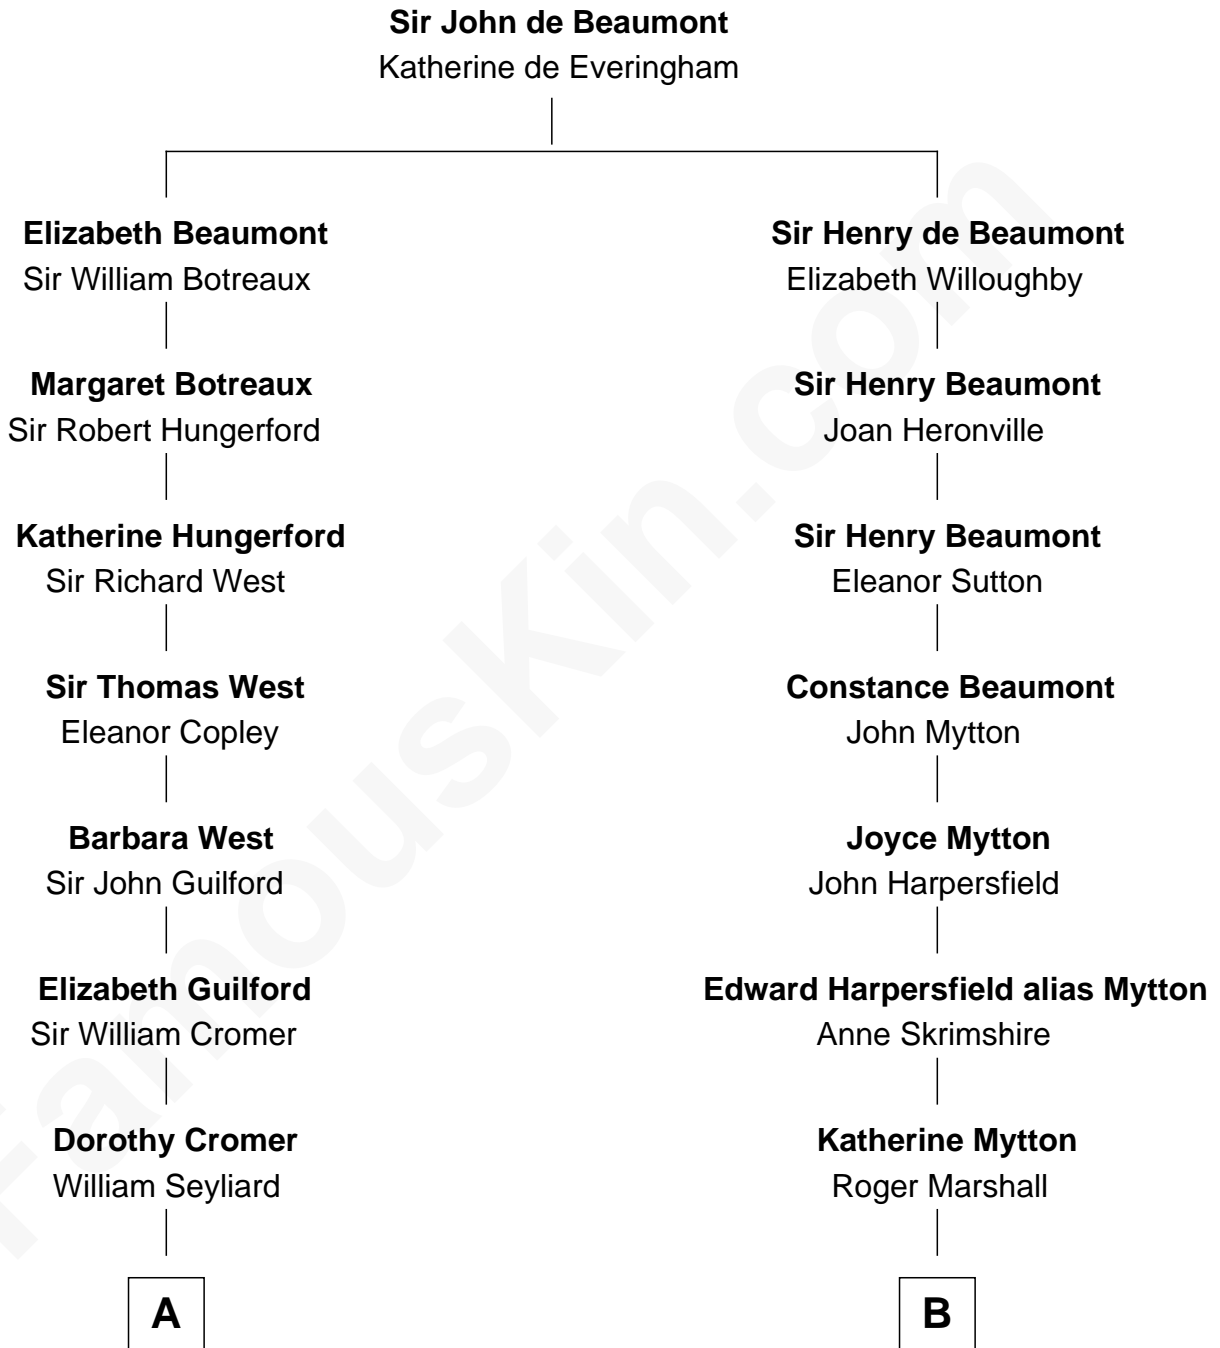 Sir John de Beaumont
Katherine de Everingham
Elizabeth Beaumont
Sir William Botreaux
Sir Henry de Beaumont
Elizabeth Willoughby
Margaret Botreaux
Sir Robert Hungerford
Sir Henry Beaumont
Joan Heronville
Katherine Hungerford
Sir Richard West
Sir Henry Beaumont
Eleanor Sutton
Sir Thomas West
Eleanor Copley
Constance Beaumont
John Mytton
Barbara West
Sir John Guilford
Joyce Mytton
John Harpersfield
Elizabeth Guilford
Sir William Cromer
Edward Harpersfield alias Mytton
Anne Skrimshire
Dorothy Cromer
William Seyliard
Katherine Mytton
Roger Marshall
A
B
FamousKin.com